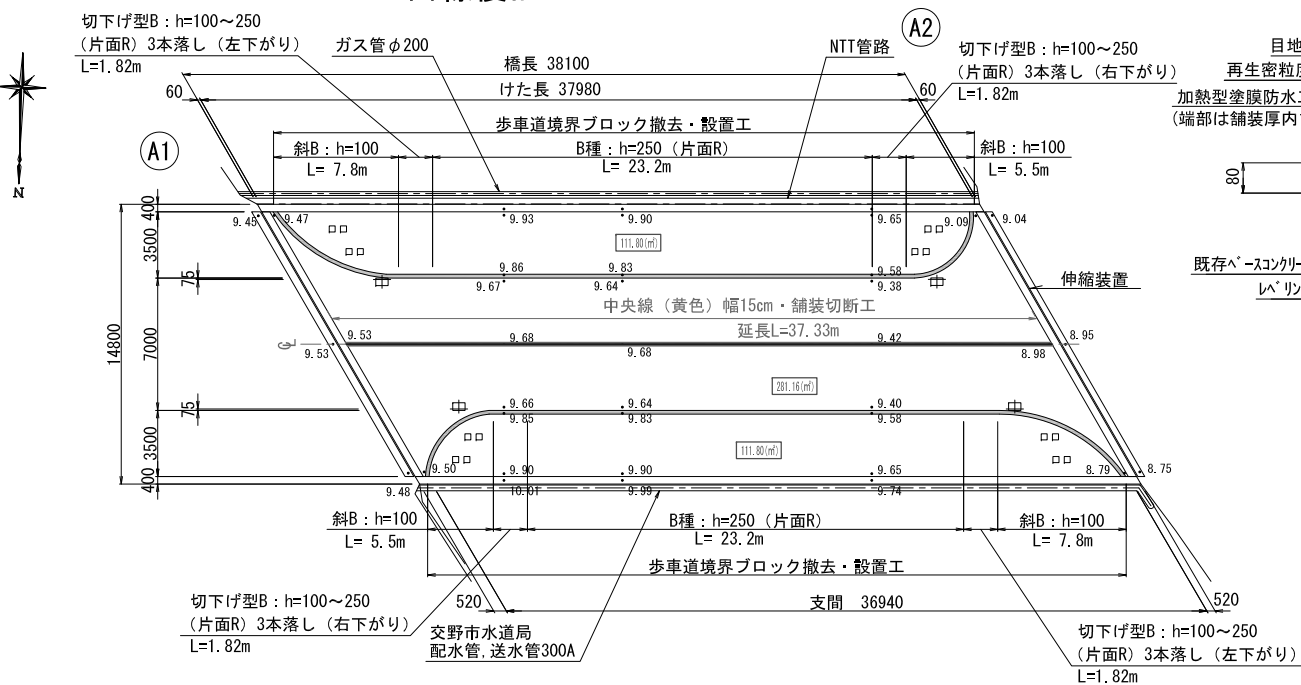 切下げ型B：h=100～250
(片面R) 3本落し (左下がり)
L=1.82m
ガス管φ200
A2
NTT管路
切下げ型B：h=100～250
(片面R) 3本落し (右下がり)
L=1.82m
橋長 38100
けた長 37980
60
60
歩車道境界ブロック撤去・設置工
斜B：h=100
L= 7.8m
B種：h=250 (片面R)
L= 23.2m
斜B：h=100
L= 5.5m
A1
N
目地
再生密粒度
加熱型塗膜防水工
(端部は舗装厚内
80
既存ベースコンクリー
レベリン
400
3500
75
7000
14800
75
3500
400
9.45
9.47
9.93
9.90
9.65
9.09
9.04
111.80(㎡)
9.86
9.83
9.58
9.67
9.64
9.38
伸縮装置
中央線（黄色）幅15cm・舗装切断工
延長L=37.33m
9.53
9.68
9.42
8.95
9.53
9.68
8.98
281.16(㎡)
9.66
9.64
9.40
9.85
9.83
9.58
111.80(㎡)
9.50
9.90
9.90
9.65
8.79
8.75
9.48
10.01
9.99
9.74
斜B：h=100
L= 5.5m
B種：h=250 (片面R)
L= 23.2m
斜B：h=100
L= 7.8m
歩車道境界ブロック撤去・設置工
切下げ型B：h=100～250
(片面R) 3本落し (右下がり)
L=1.82m
520
支間 36940
520
交野市水道局
配水管,送水管300A
切下げ型B：h=100～250
(片面R) 3本落し (左下がり)
L=1.82m